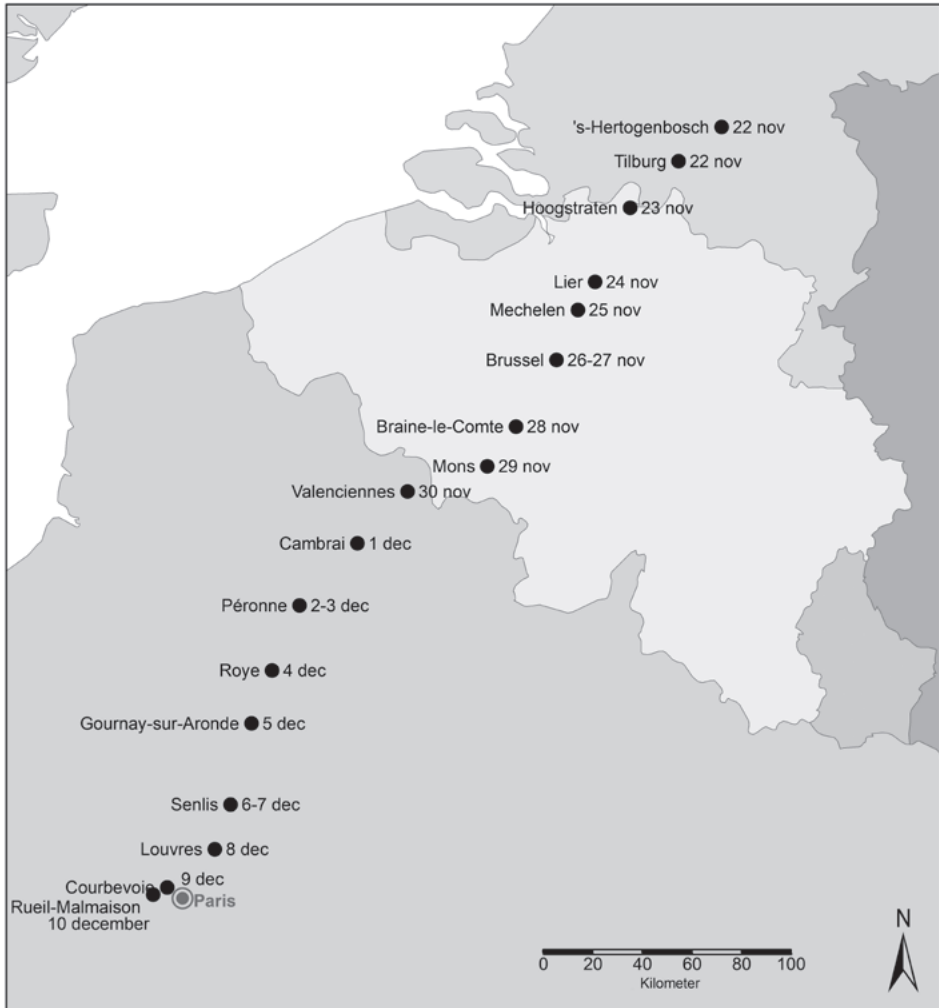 's-Hertogenbosch 22 nov
Tilburg 22 nov
Hoogstraten 23 nov
Lier 24 nov
Mechelen 25 nov
Brussel 26-27 nov
Braine-le-Comte 28 nov
Mons 29 nov
Valenciennes 30 nov
Cambrai 1 dec
Péronne 2-3 dec
Roye 4 dec
Gournay-sur-Aronde 5 dec
Senlis 6-7 dec
Louvres 8 dec
Courbevoie 9 dec
Paris
Rueil-Malmaison
10 december
N
0 20 40 60 80 100
Kilometer